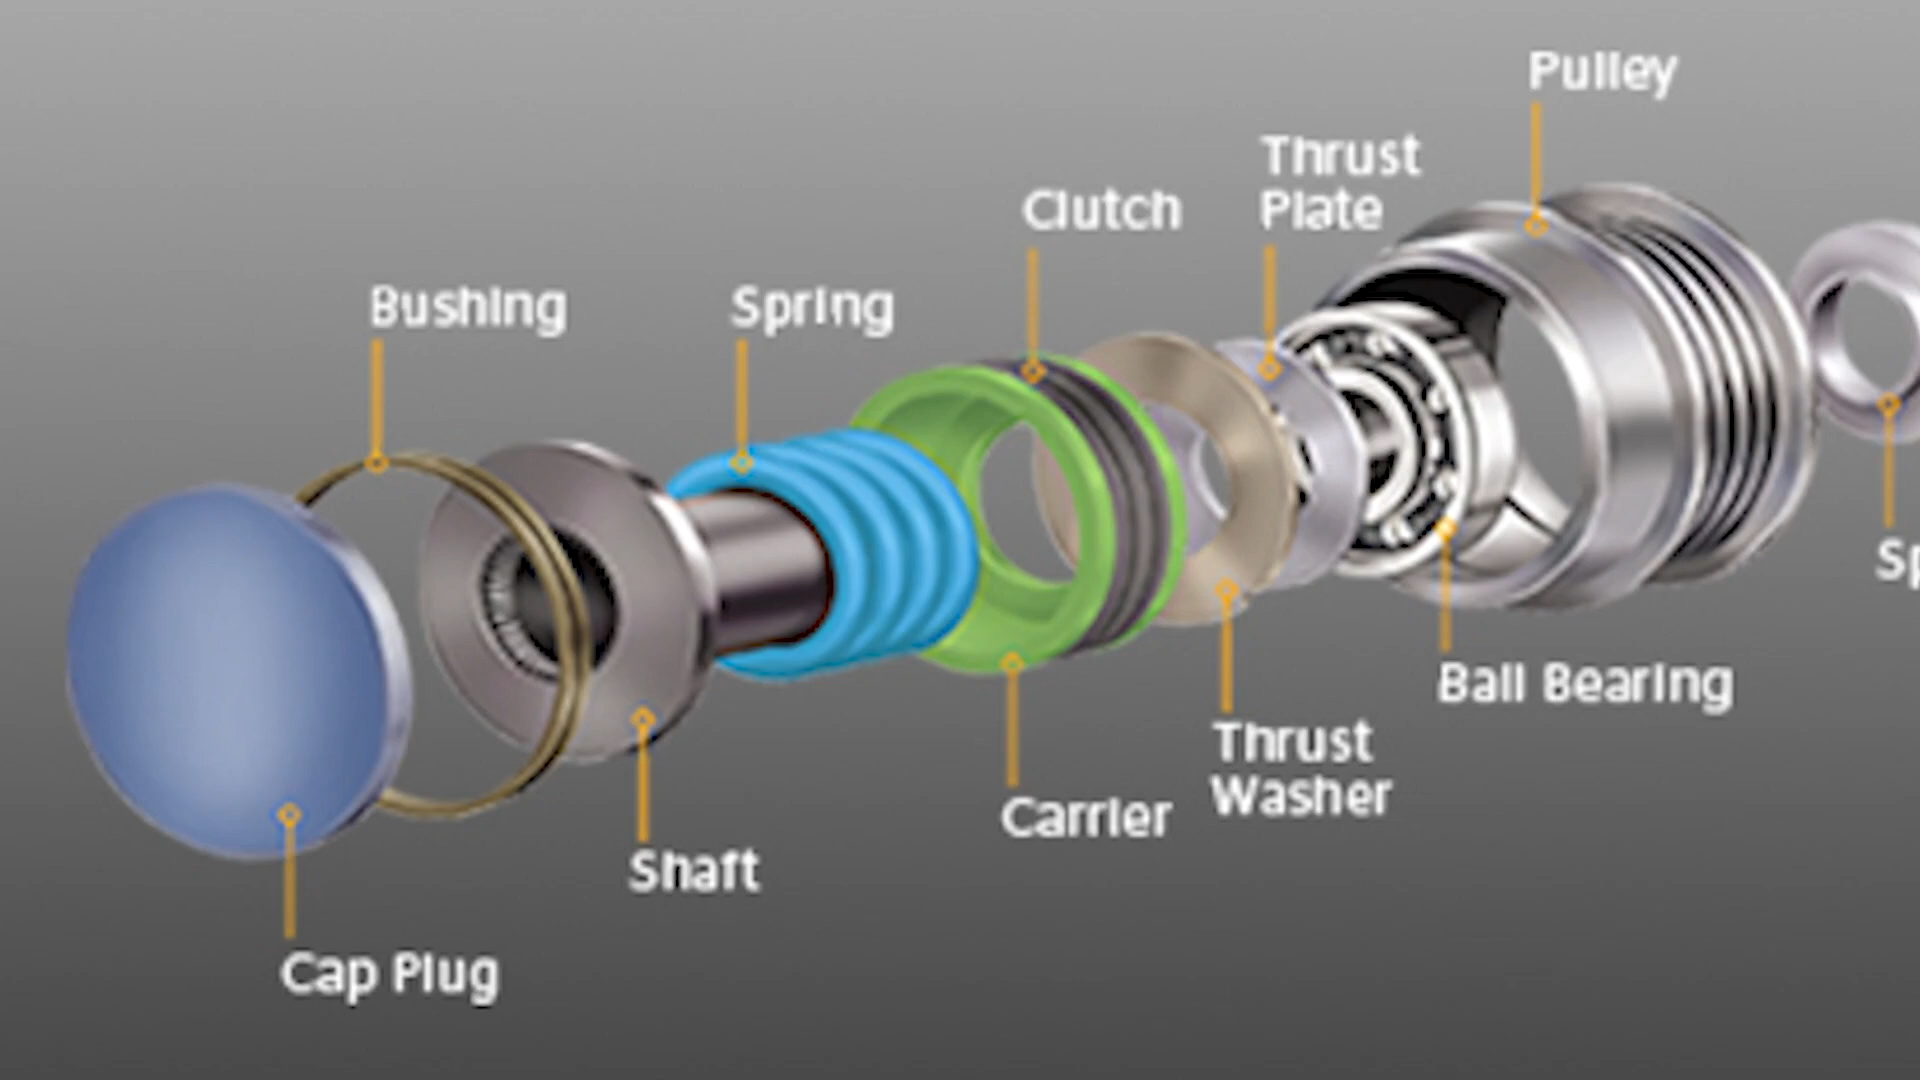 Pulley
Thrust
Plate
Clutch
Bushing
Spring
Ball Bearing
Thrust
Washer
Carrier
Shaft
Cap Plug